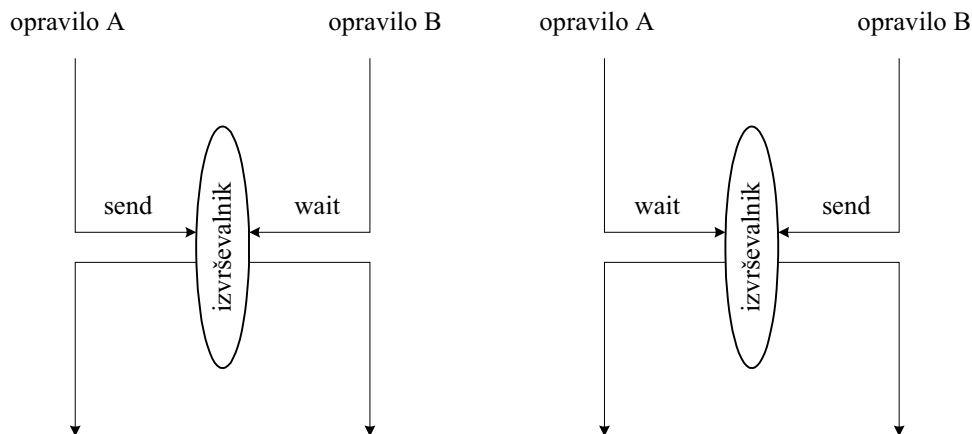 opravilo A
opravilo B
send
izvrševalnik
wait
opravilo A
opravilo B
wait
izvrševalnik
send